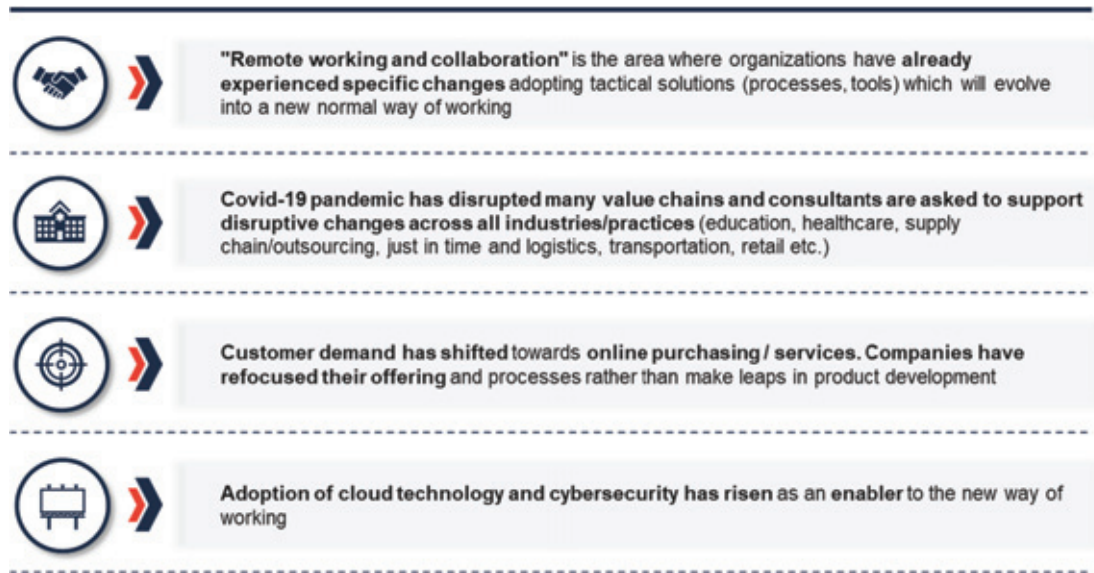 "Remote working and collaboration" is the area where organizations have already
experienced specific changes adopting tactical solutions (processes, tools) which will evolve
into a new normal way of working
Covid-19 pandemic has disrupted many value chains and consultants are asked to support
disruptive changes across all industries/practices (education, healthcare, supply
chain/outsourcing, just in time and logistics, transportation, retail etc.)
Customer demand has shifted towards online purchasing / services. Companies have
refocused their offering and processes rather than make leaps in product development
Adoption of cloud technology and cybersecurity has risen as an enabler to the new way of
working